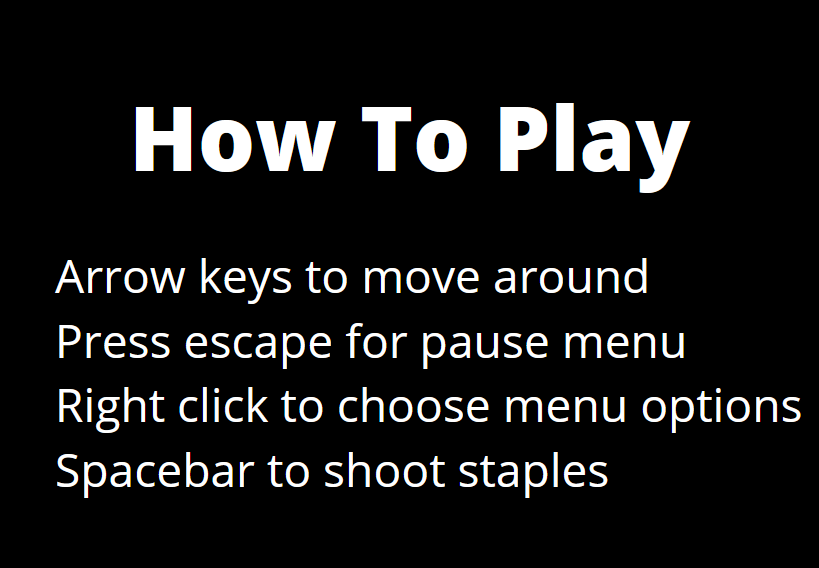 How To Play
Arrow keys to move around
Press escape for pause menu
Right click to choose menu options
Spacebar to shoot staples